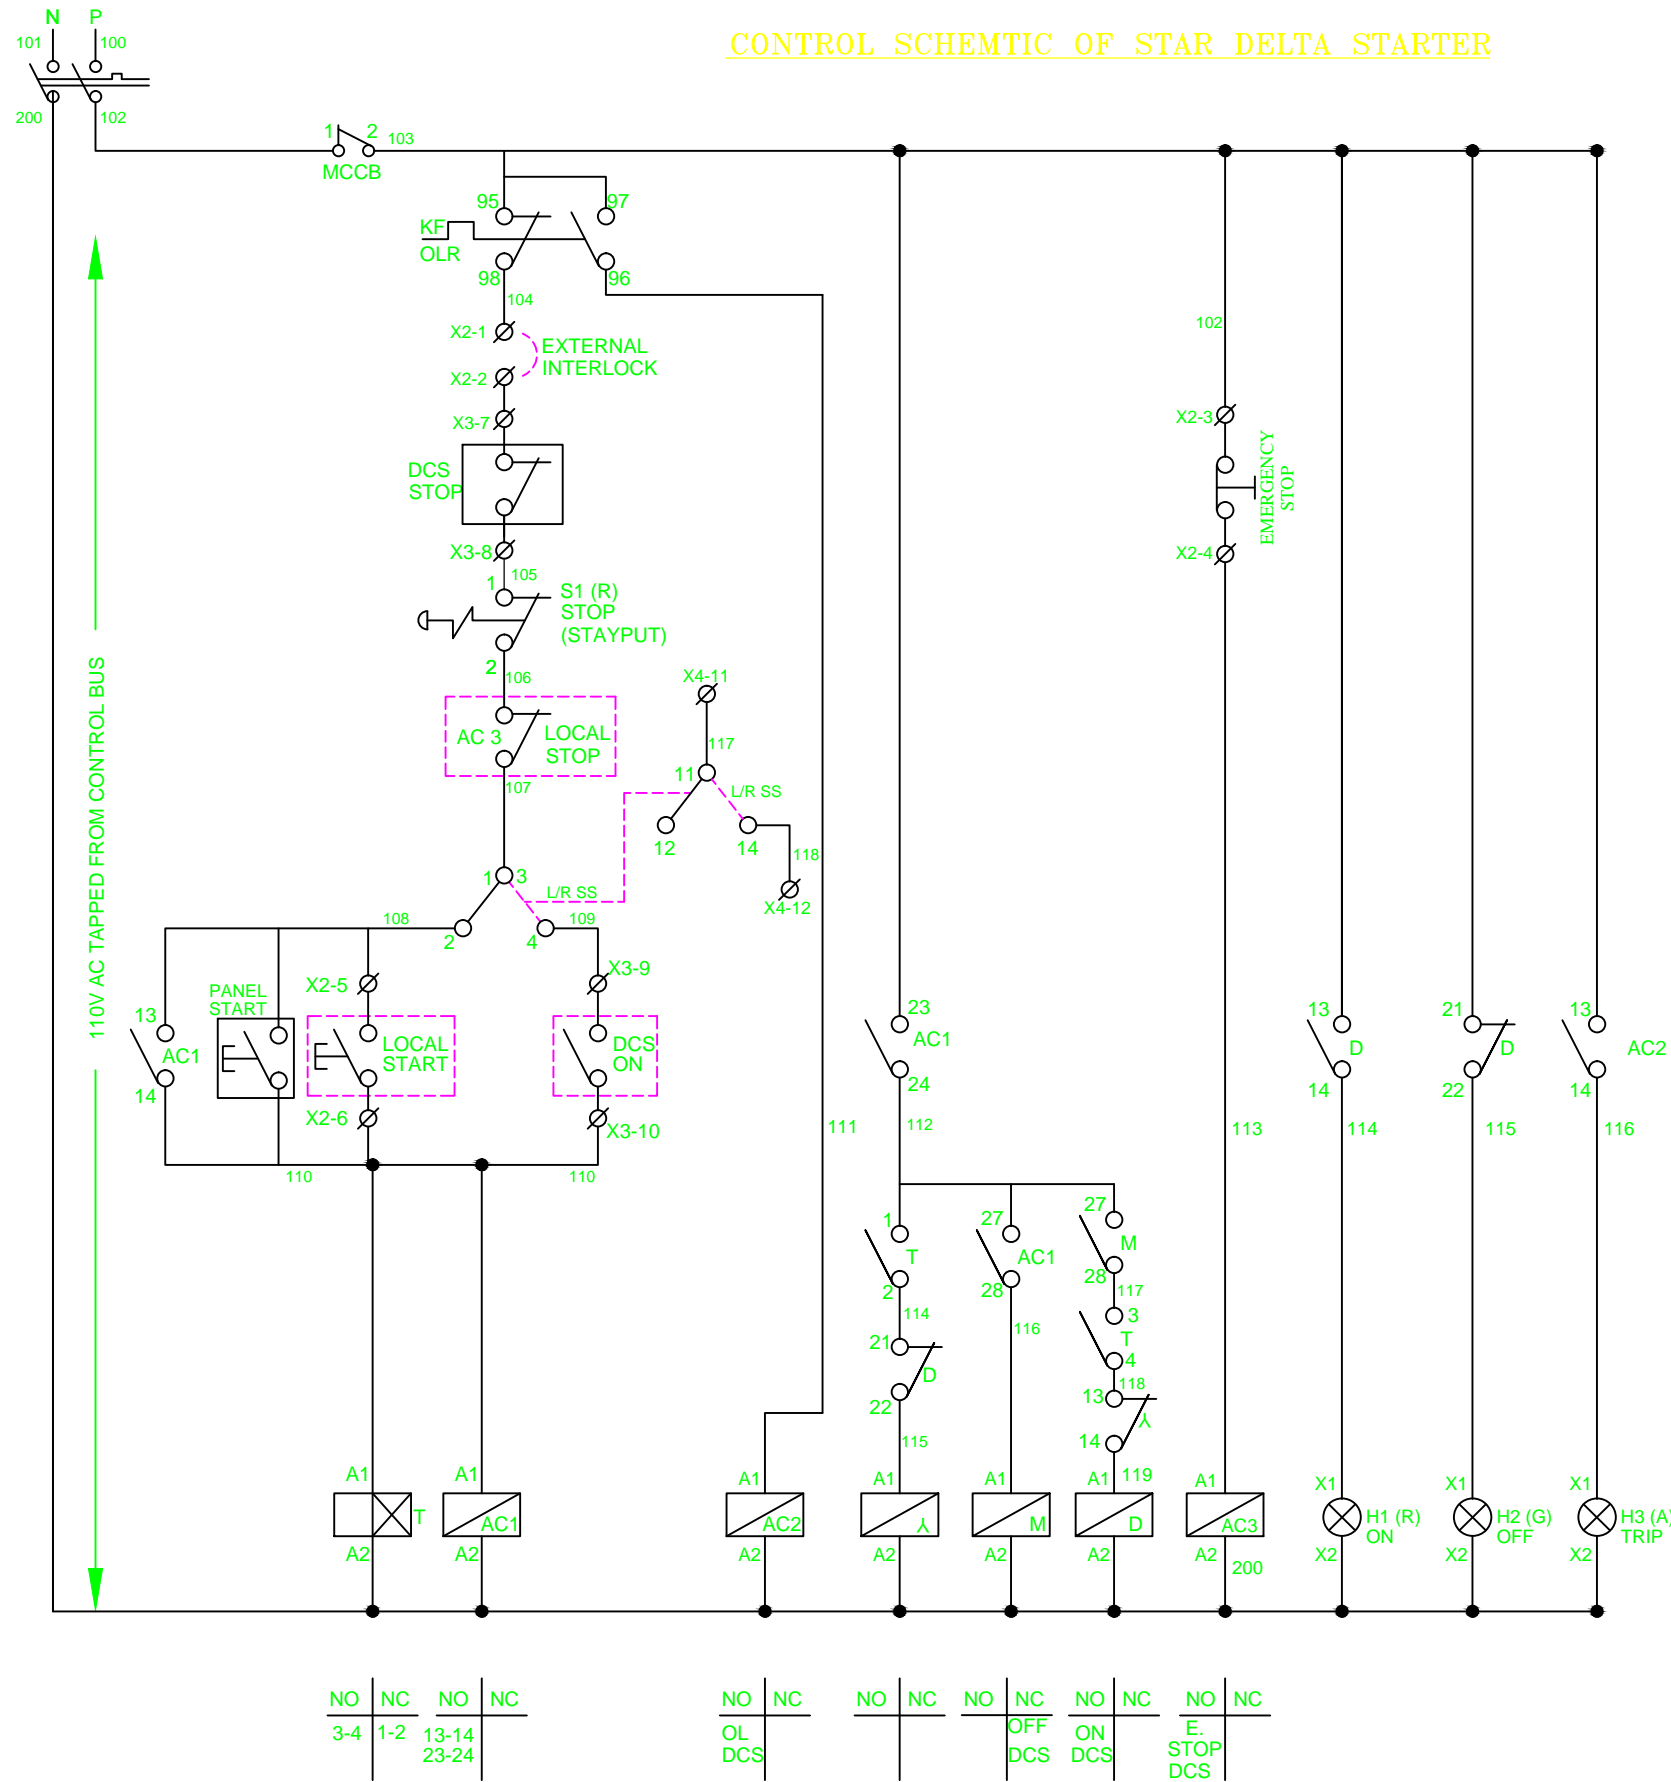 CONTROL SCHEMTIC OF STAR DELTA STARTER
N P
101 100
200 102
1 2 103
MCCB
95 97
KF
OLR
98 96
104
X2-1
EXTERNAL
INTERLOCK
X2-2
X3-7
DCS
STOP
X3-8
105
1
S1 (R)
STOP
(STAYPUT)
2
106
AC 3
LOCAL
STOP
107
X4-11
117
11
L/R SS
12 14
118
X4-12
1 3
L/R SS
108 109
2 4
110V AC TAPPED FROM CONTROL BUS
13
AC1
14
PANEL
START
X2-5
LOCAL
START
X2-6
X3-9
DCS
ON
X3-10
110 110
111
23
AC1
24
112
1
T
2
114
21
D
22
115
27
AC1
28
116
27
M
28
117
3
T
4
118
13
⅄
14
119
102
X2-3
EMERGENCY
STOP
X2-4
113
13
D
14
114
21
D
22
115
13
AC2
14
116
A1 A1 A1 A1 A1 A1 A1 X1 X1 X1
T AC1 AC2 ⅄ M D AC3
H1 (R)
ON
H2 (G)
OFF
H3 (A)
TRIP
A2 A2 A2 A2 A2 A2 A2 X2 X2 X2
200
NO NC NO NC NO NC NO NC NO NC NO NC NO NC
3-4 1-2
13-14
23-24
OL
DCS
OFF
DCS
ON
DCS
E.
STOP
DCS